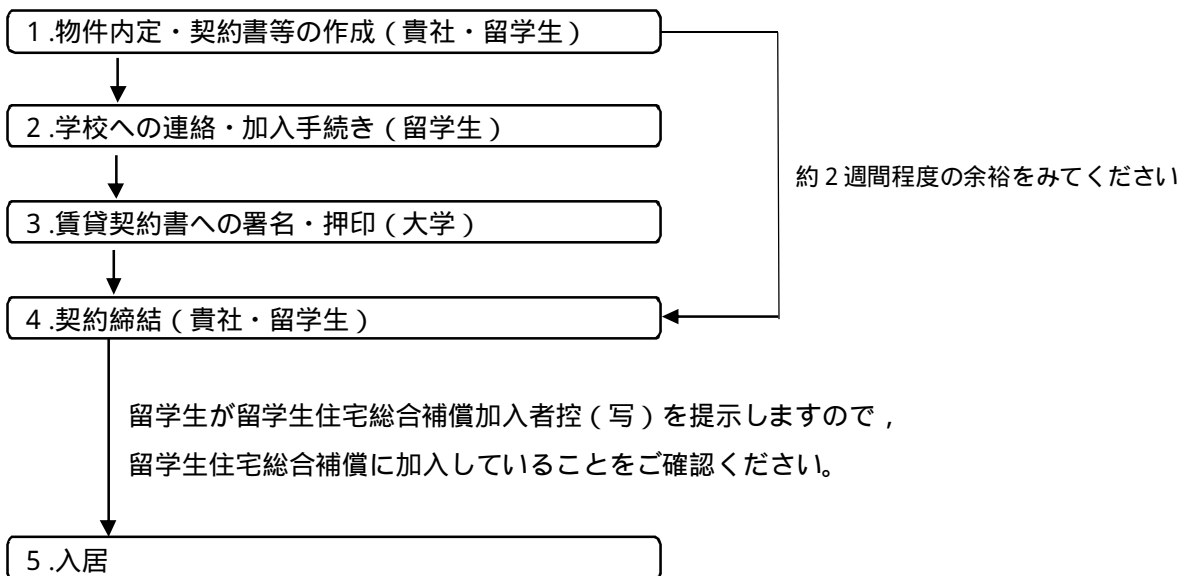 1.物件内定・契約書等の作成(貴社・留学生)
2.学校への連絡・加入手続き(留学生)
約2週間程度の余裕をみてください
3.賃貸契約書への署名・押印(大学)
4.契約締結(貴社・留学生)
留学生が留学生住宅総合補償加入者控(写)を提示しますので,
留学生住宅総合補償に加入していることをご確認ください。
5.入居